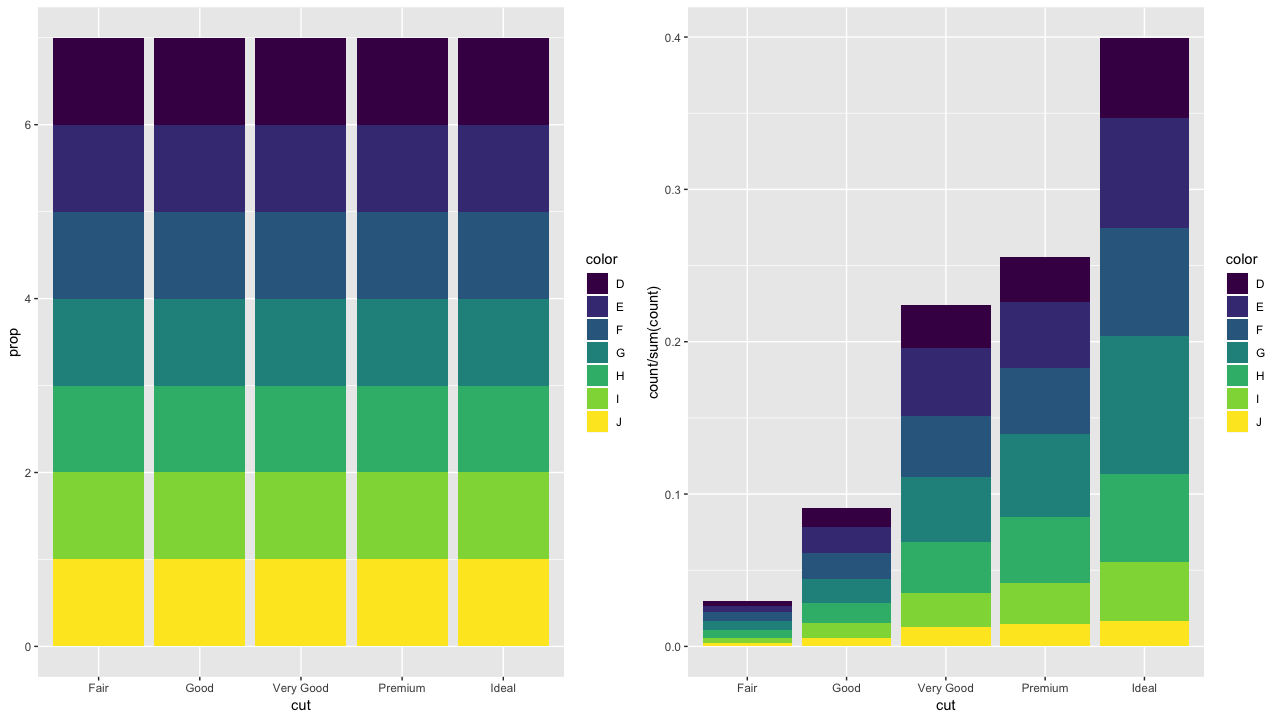 prop
6
4
2
0
Fair
Good
Very Good
Premium
Ideal
cut
color
D
E
F
G
H
I
J
count/sum(count)
0.4
0.3
0.2
0.1
0.0
Fair
Good
Very Good
Premium
Ideal
cut
color
D
E
F
G
H
I
J